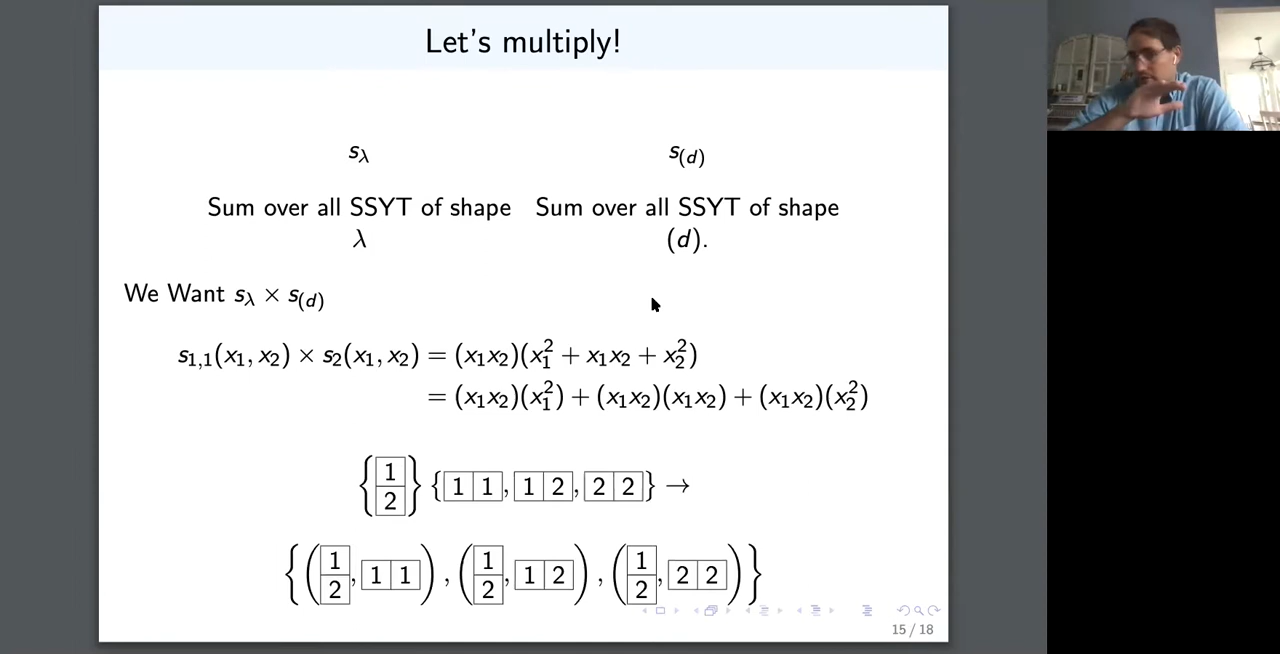 Let's multiply!
s_λ s_(d)
Sum over all SSYT of shape Sum over all SSYT of shape
λ (d).
We Want s_λ × s_(d)
s_{1,1}(x_1, x_2) × s_2(x_1, x_2) = (x_1x_2)(x_1^2 + x_1x_2 + x_2^2)
= (x_1x_2)(x_1^2) + (x_1x_2)(x_1x_2) + (x_1x_2)(x_2^2)
{ 1 2 } { 1 1 , 1 2 , 2 2 } →
{ ( 1 2 , 1 1 ) , ( 1 2 , 1 2 ) , ( 1 2 , 2 2 ) }
15 / 18